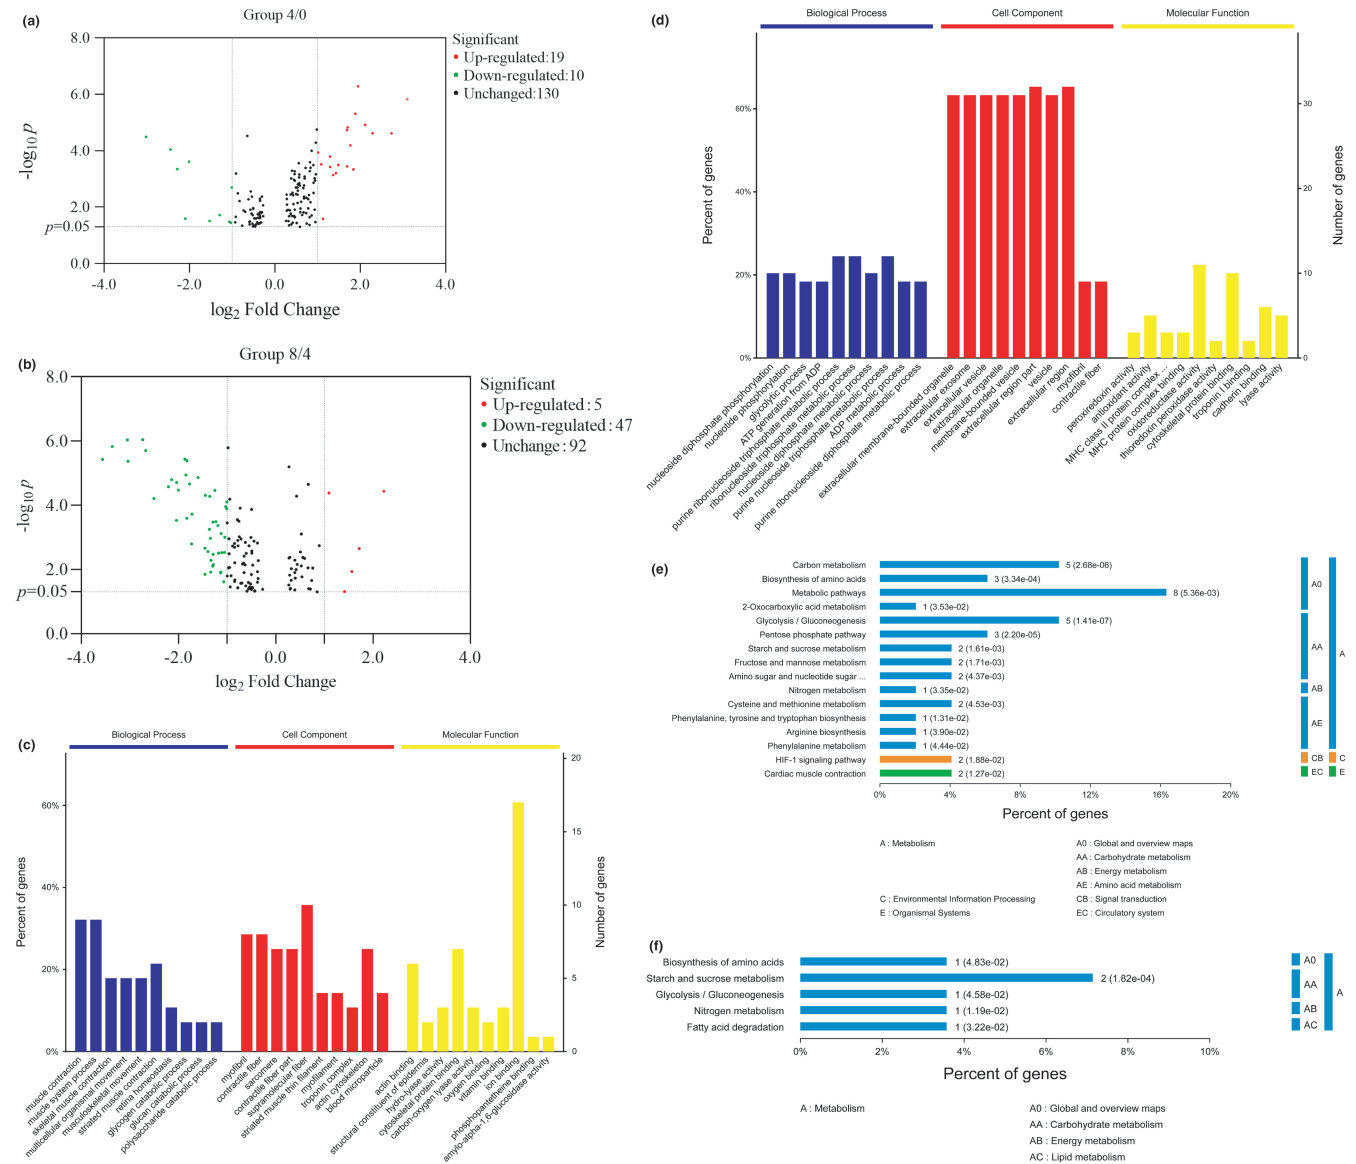 (a)
Group 4/0
8.0
6.0
4.0
2.0
p=0.05
0.0
-log10 p
-4.0
-2.0
0.0
2.0
4.0
log2 Fold Change
Significant
Up-regulated:19
Down-regulated:10
Unchanged:130
(b)
Group 8/4
8.0
6.0
4.0
2.0
p=0.05
0.0
-log10 p
-4.0
-2.0
0.0
2.0
4.0
log2 Fold Change
Significant
Up-regulated: 5
Down-regulated: 47
Unchange: 92
(c)
Biological Process
Cell Component
Molecular Function
60%
40%
20%
0%
Percent of genes
20
15
10
5
0
Number of genes
muscle contraction
muscle system process
skeletal muscle contraction
multicellular organismal movement
musculoskeletal movement
striated muscle contraction
retina homeostasis
glycogen catabolic process
glucan catabolic process
polysaccharide catabolic process
myofibril
contractile fiber
sarcomere
contractile fiber part
supramolecular fiber
striated muscle thin filament
myofilament
troponin complex
actin cytoskeleton
blood microparticle
actin binding
structural constituent of epidermis
hydro-lyase activity
cytoskeletal protein binding
carbon-oxygen lyase activity
oxygen binding
vitamin binding
ion binding
phosphopantetheine binding
amylo-alpha-1,6-glucosidase activity
(d)
Biological Process
Cell Component
Molecular Function
60%
40%
20%
0%
Percent of genes
30
20
10
0
Number of genes
nucleoside diphosphate phosphorylation
nucleotide phosphorylation
glycolytic process
ATP generation from ADP
purine ribonucleoside triphosphate metabolic process
ribonucleoside triphosphate metabolic process
nucleoside diphosphate metabolic process
purine nucleoside triphosphate metabolic process
ADP metabolic process
purine ribonucleoside diphosphate metabolic process
extracellular membrane-bounded organelle
extracellular exosome
extracellular vesicle
extracellular organelle
membrane-bounded vesicle
extracellular region part
vesicle
extracellular region
myofibril
contractile fiber
peroxiredoxin activity
antioxidant activity
MHC class II protein complex ...
MHC protein complex binding
oxidoreductase activity
thioredoxin peroxidase activity
cytoskeletal protein binding
troponin I binding
cadherin binding
lyase activity
(e)
Carbon metabolism 5 (2.68e-06)
Biosynthesis of amino acids 3 (3.34e-04)
Metabolic pathways 8 (5.36e-03)
2-Oxocarboxylic acid metabolism 1 (3.53e-02)
Glycolysis / Gluconeogenesis 5 (1.41e-07)
Pentose phosphate pathway 3 (2.20e-05)
Starch and sucrose metabolism 2 (1.61e-03)
Fructose and mannose metabolism 2 (1.71e-03)
Amino sugar and nucleotide sugar ... 2 (4.37e-03)
Nitrogen metabolism 1 (3.35e-02)
Cysteine and methionine metabolism 2 (4.53e-03)
Phenylalanine, tyrosine and tryptophan biosynthesis 1 (1.31e-02)
Arginine biosynthesis 1 (3.90e-02)
Phenylalanine metabolism 1 (4.44e-02)
HIF-1 signaling pathway 2 (1.88e-02)
Cardiac muscle contraction 2 (1.27e-02)
A0
AA
AB
AE
CB
EC
A
C
E
0%
4%
8%
12%
16%
20%
Percent of genes
A : Metabolism
A0 : Global and overview maps
AA : Carbohydrate metabolism
AB : Energy metabolism
AE : Amino acid metabolism
C : Environmental Information Processing
CB : Signal transduction
E : Organismal Systems
EC : Circulatory system
(f)
Biosynthesis of amino acids 1 (4.83e-02)
Starch and sucrose metabolism 2 (1.82e-04)
Glycolysis / Gluconeogenesis 1 (4.58e-02)
Nitrogen metabolism 1 (1.19e-02)
Fatty acid degradation 1 (3.22e-02)
A0
AA
AB
AC
A
0%
2%
4%
6%
8%
10%
Percent of genes
A : Metabolism
A0 : Global and overview maps
AA : Carbohydrate metabolism
AB : Energy metabolism
AC : Lipid metabolism